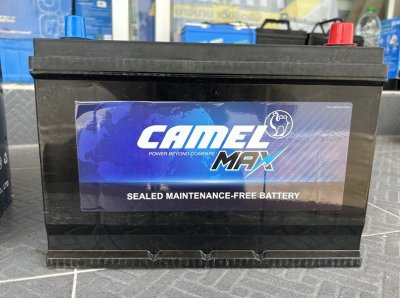 CAMEL
POWER BEYOND COMPARE
MAX
SEALED MAINTENANCE-FREE BATTERY